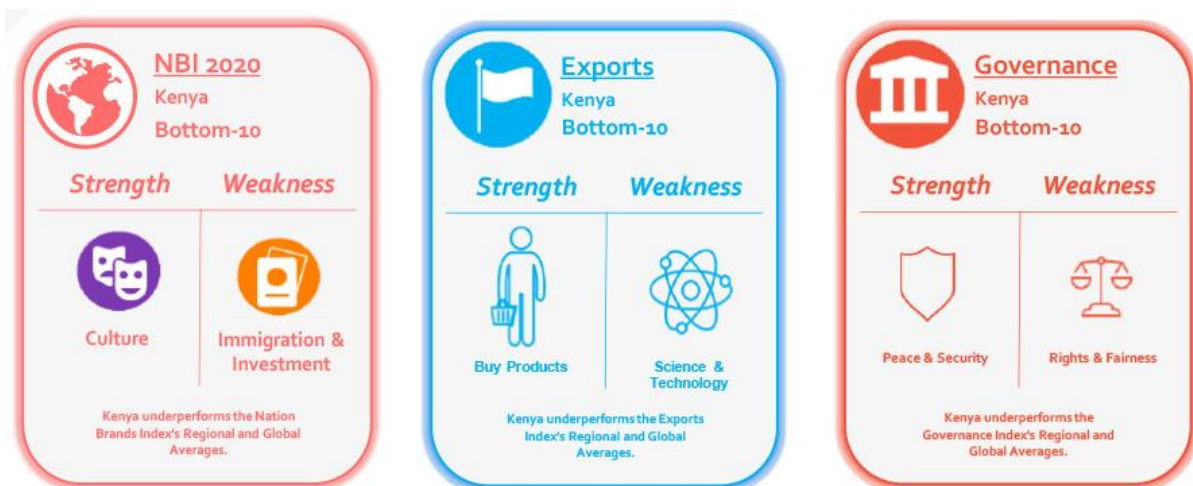 NBI 2020
Kenya
Bottom-10
Strength Weakness
Culture
Immigration &
Investment
Kenya underperforms the Nation
Brands Index's Regional and Global
Averages.
Exports
Kenya
Bottom-10
Strength Weakness
Buy Products
Science &
Technology
Kenya underperforms the Exports
Index's Regional and Global
Averages.
Governance
Kenya
Bottom-10
Strength Weakness
Peace & Security
Rights & Fairness
Kenya underperforms the
Governance Index's Regional and
Global Averages.